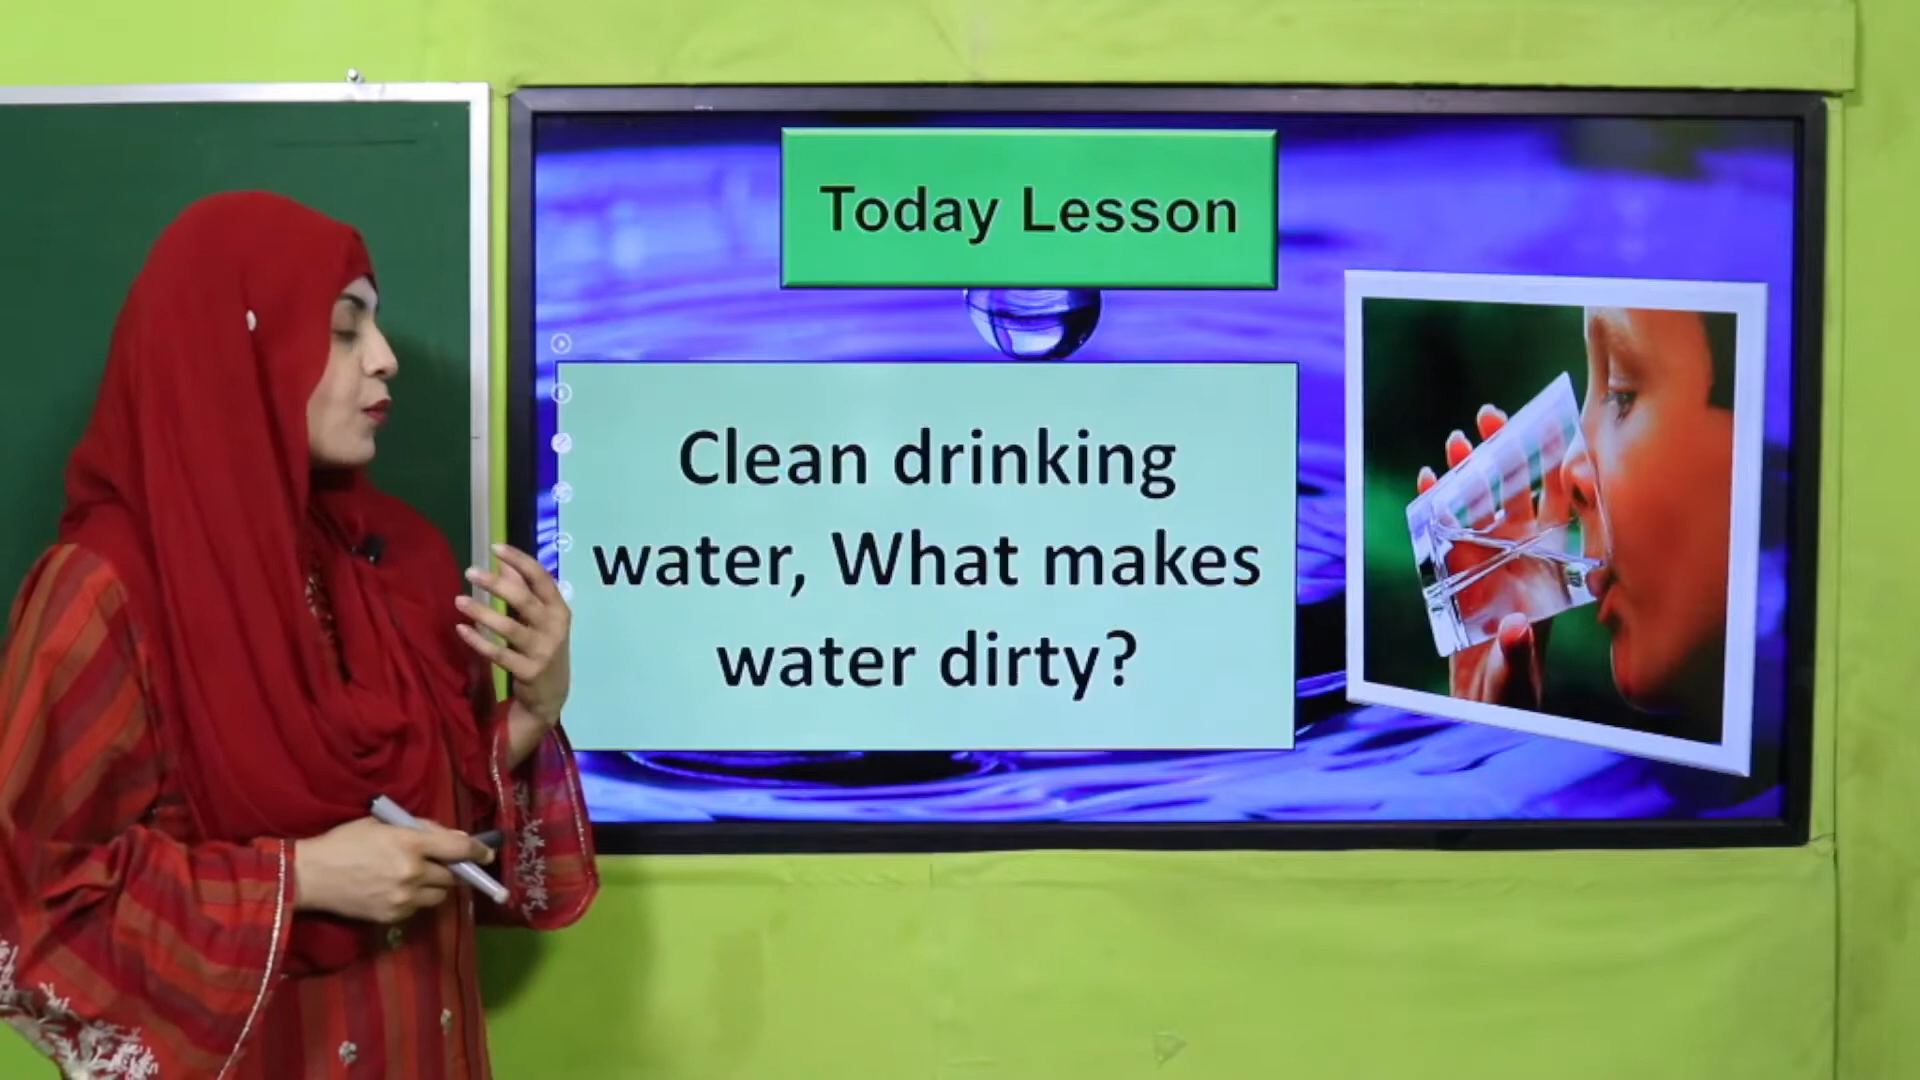 Today Lesson
Clean drinking
water, What makes
water dirty?